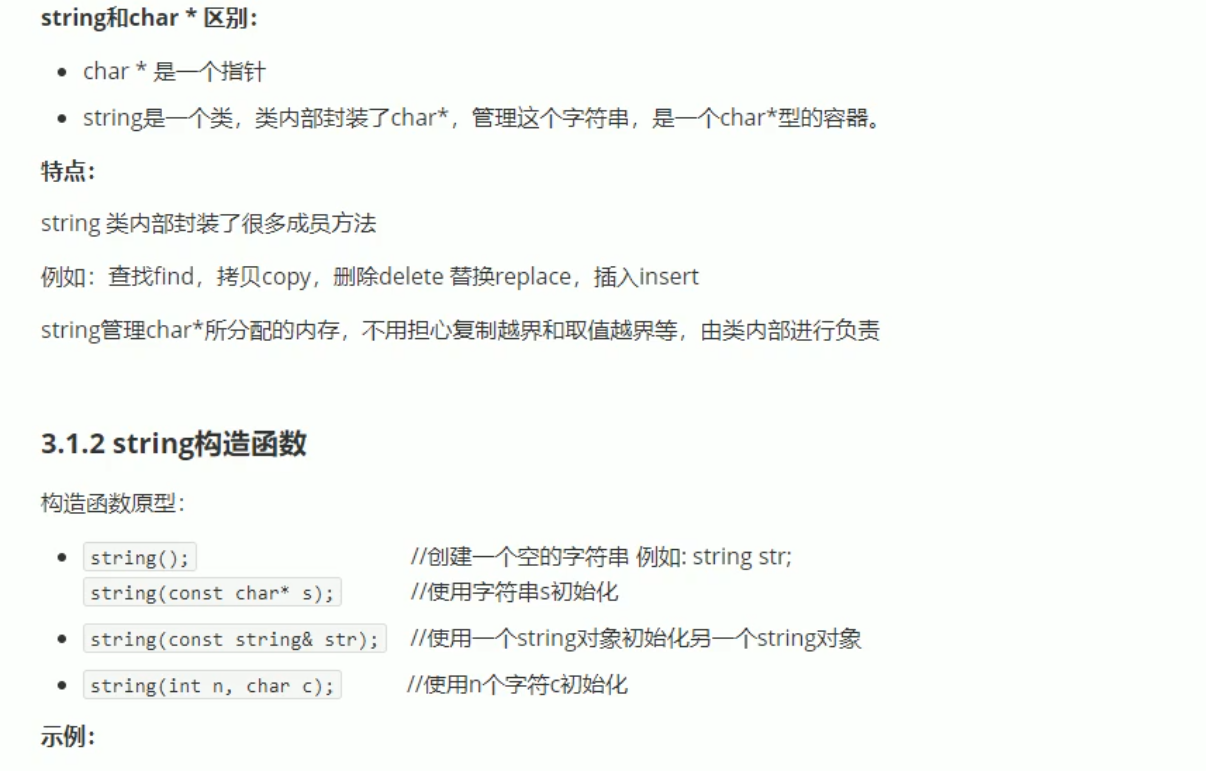 string和char * 区别：
• char * 是一个指针
• string是一个类，类内部封装了char*，管理这个字符串，是一个char*型的容器。
特点：
string 类内部封装了很多成员方法
例如：查找find，拷贝copy，删除delete 替换replace，插入insert
string管理char*所分配的内存，不用担心复制越界和取值越界等，由类内部进行负责
3.1.2 string构造函数
构造函数原型：
• string(); //创建一个空的字符串 例如: string str;
string(const char* s); //使用字符串s初始化
• string(const string& str); //使用一个string对象初始化另一个string对象
• string(int n, char c); //使用n个字符c初始化
示例：